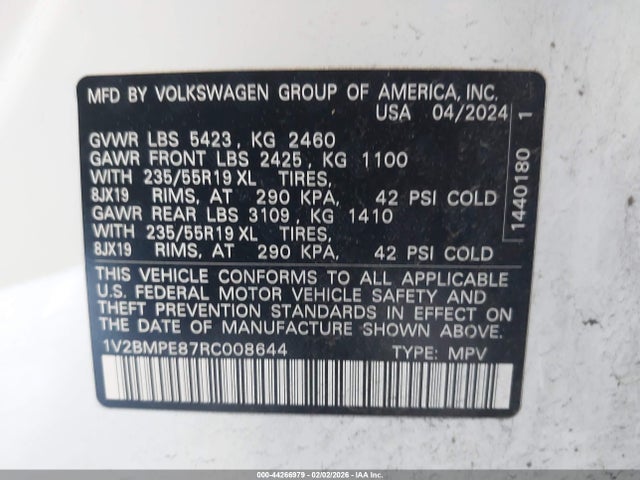 MFD BY VOLKSWAGEN GROUP OF AMERICA, INC.
USA 04/2024
GVWR LBS 5423 , KG 2460
GAWR FRONT LBS 2425 , KG 1100
WITH 235/55R19 XL TIRES,
8JX19 RIMS, AT 290 KPA, 42 PSI COLD
GAWR REAR LBS 3109 , KG 1410
WITH 235/55R19 XL TIRES,
8JX19 RIMS, AT 290 KPA, 42 PSI COLD
THIS VEHICLE CONFORMS TO ALL APPLICABLE
U.S. FEDERAL MOTOR VEHICLE SAFETY AND
THEFT PREVENTION STANDARDS IN EFFECT ON
THE DATE OF MANUFACTURE SHOWN ABOVE.
1V2BMPE87RC008644 TYPE: MPV
1440180 1
000-44266979 - 02/02/2026 - IAAI.COM